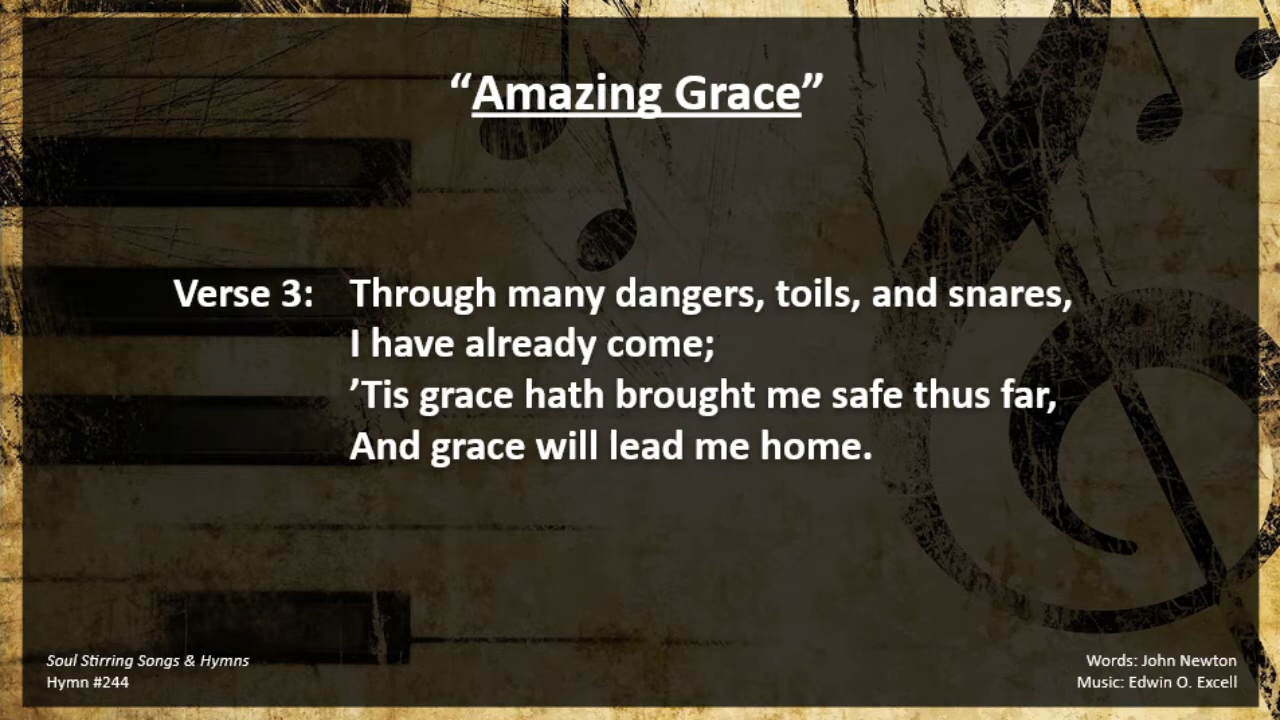 “Amazing Grace”
Verse 3: Through many dangers, toils, and snares,
I have already come;
’Tis grace hath brought me safe thus far,
And grace will lead me home.
Soul Stirring Songs & Hymns
Hymn #244
Words: John Newton
Music: Edwin O. Excell